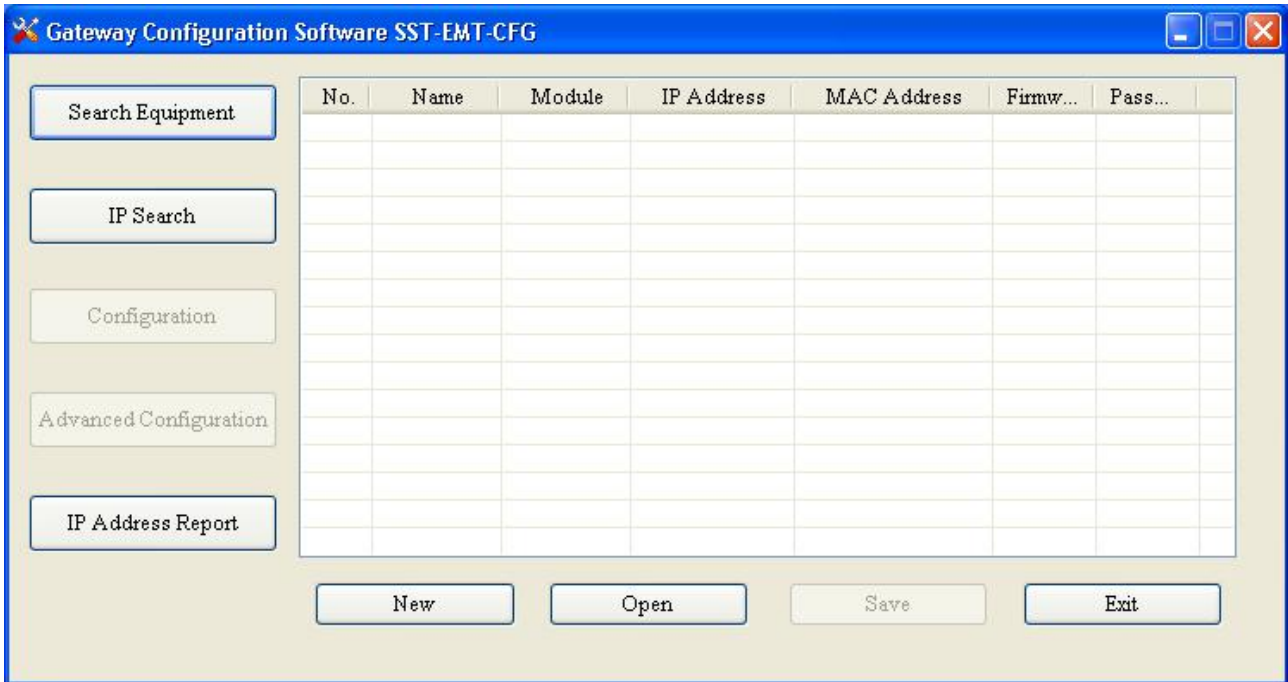 Gateway Configuration Software SST-EMT-CFG
Search Equipment
IP Search
Configuration
Advanced Configuration
IP Address Report
No. Name Module IP Address MAC Address Firmw... Pass...
New Open Save Exit